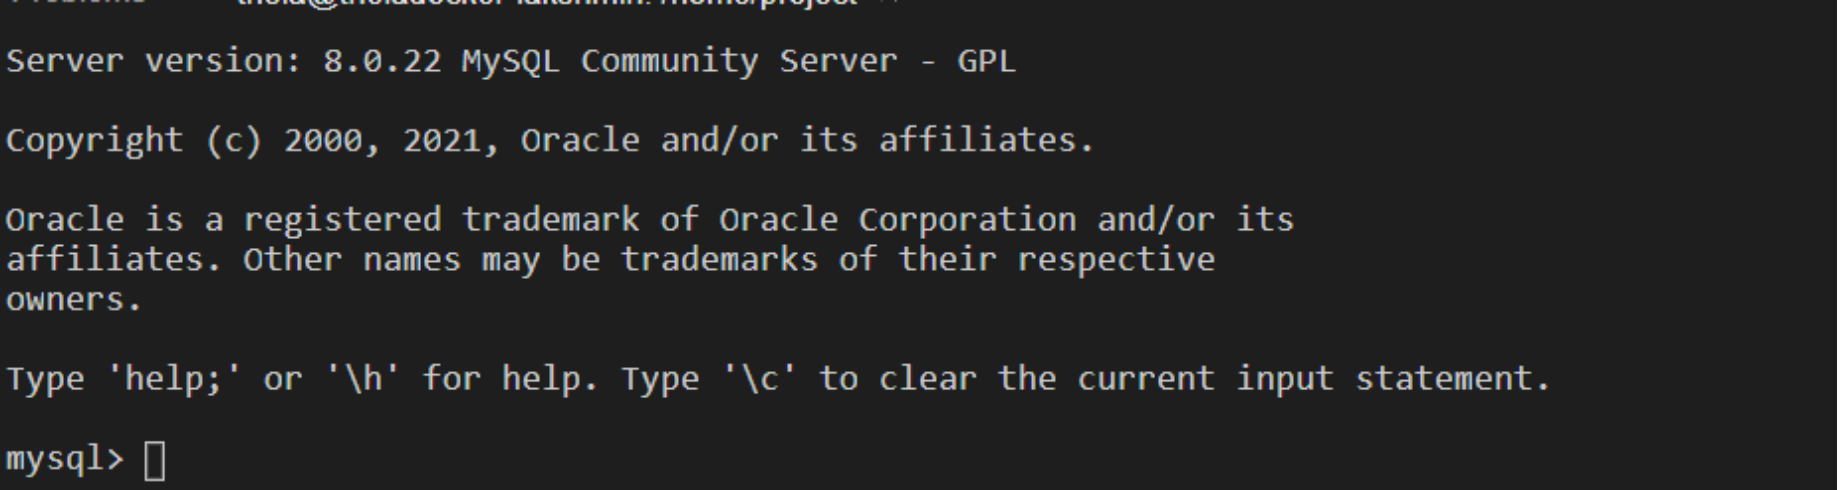 /home/project
Server version: 8.0.22 MySQL Community Server - GPL
Copyright (c) 2000, 2021, Oracle and/or its affiliates.
Oracle is a registered trademark of Oracle Corporation and/or its
affiliates. Other names may be trademarks of their respective
owners.
Type 'help;' or '\h' for help. Type '\c' to clear the current input statement.
mysql>